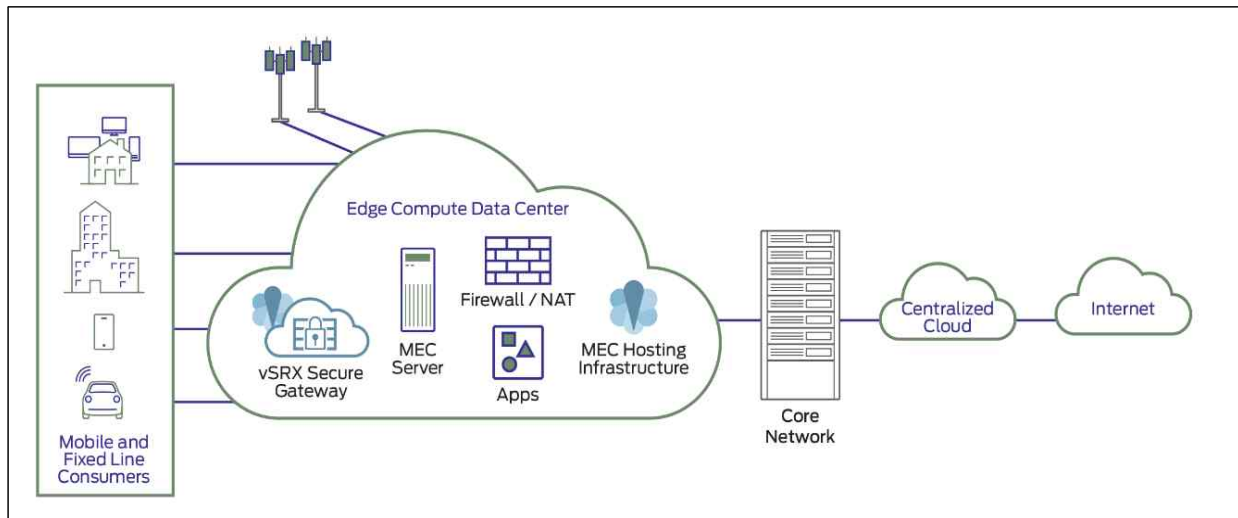 Edge Compute Data Center
Firewall / NAT
vSRX Secure
Gateway
MEC
Server
Apps
MEC Hosting
Infrastructure
Mobile and
Fixed Line
Consumers
Core
Network
Centralized
Cloud
Internet